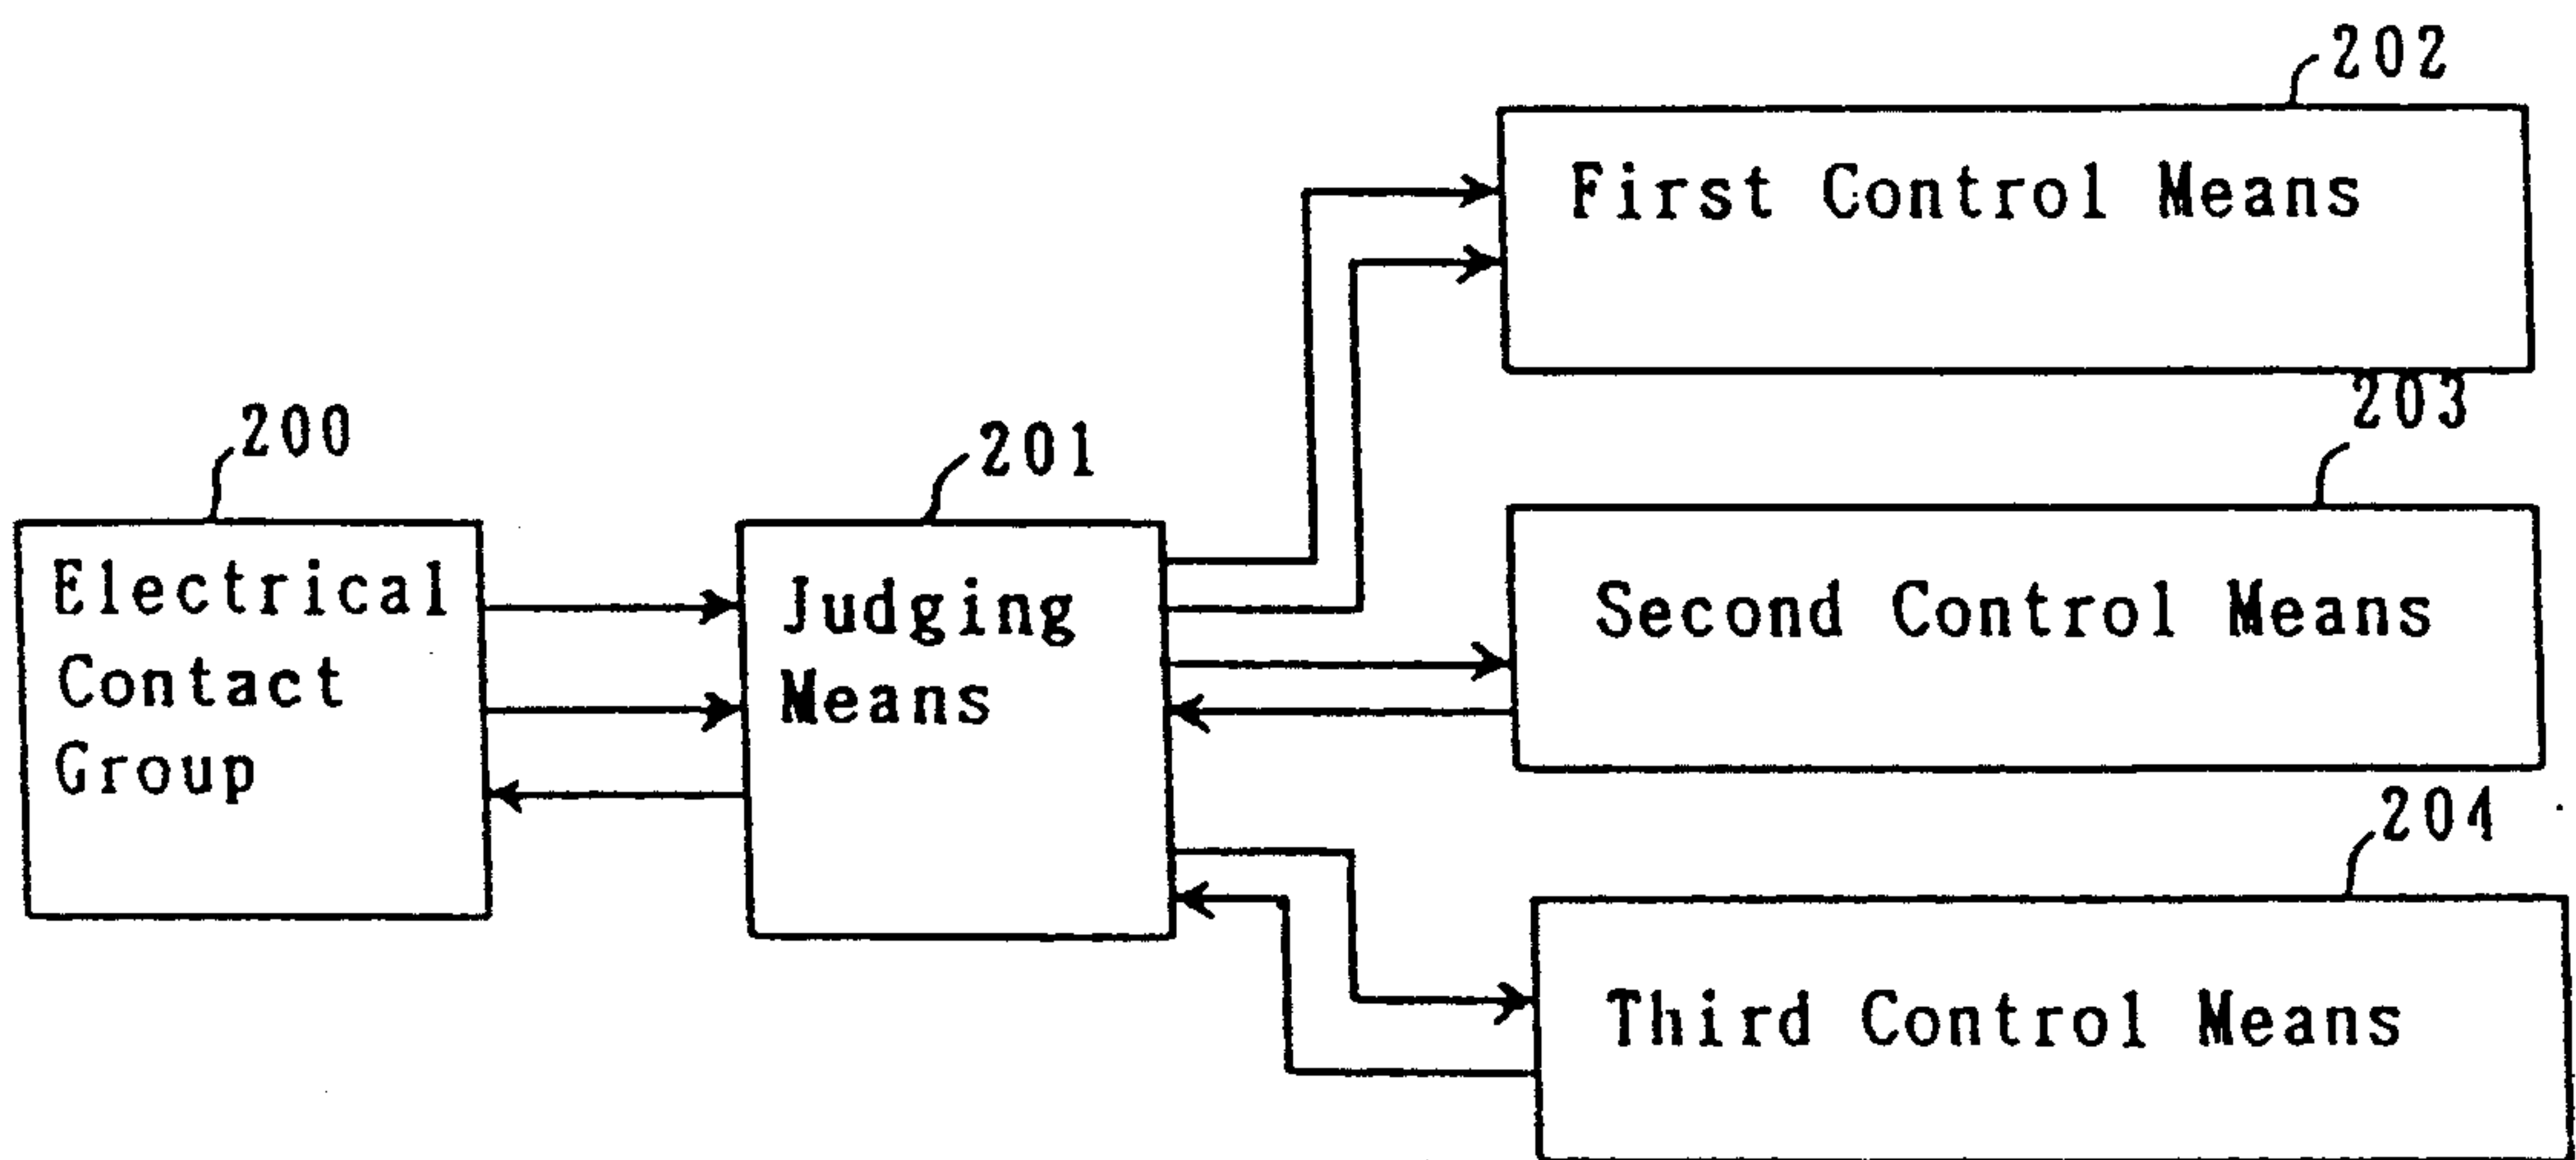 202
First Control Means
203
200
201
Electrical
Contact
Group
Judging
Means
Second Control Means
204
Third Control Means